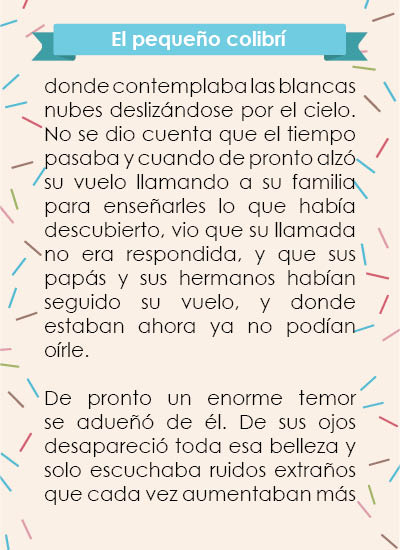 El pequeño colibrí
donde contemplaba las blancas
nubes deslizándose por el cielo.
No se dio cuenta que el tiempo
pasaba y cuando de pronto alzó
su vuelo llamando a su familia
para enseñarles lo que había
descubierto, vio que su llamada
no era respondida, y que sus
papás y sus hermanos habían
seguido su vuelo, y donde
estaban ahora ya no podían
oírle.
De pronto un enorme temor
se adueñó de él. De sus ojos
desapareció toda esa belleza y
solo escuchaba ruidos extraños
que cada vez aumentaban más